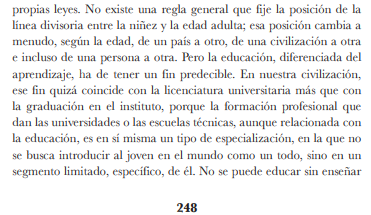 propias leyes. No existe una regla general que fije la posición de la
línea divisoria entre la niñez y la edad adulta; esa posición cambia a
menudo, según la edad, de un país a otro, de una civilización a otra
e incluso de una persona a otra. Pero la educación, diferenciada del
aprendizaje, ha de tener un fin predecible. En nuestra civilización,
ese fin quizá coincide con la licenciatura universitaria más que con
la graduación en el instituto, porque la formación profesional que
dan las universidades o las escuelas técnicas, aunque relacionada con
la educación, es en sí misma un tipo de especialización, en la que no
se busca introducir al joven en el mundo como un todo, sino en un
segmento limitado, específico, de él. No se puede educar sin enseñar
248